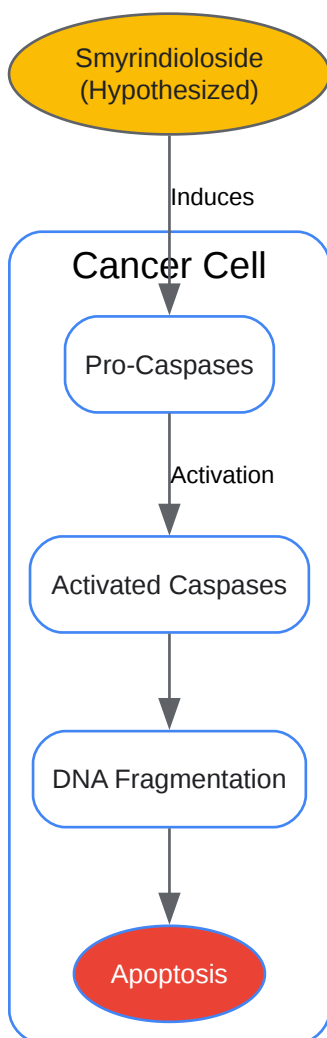 Smyrindioloside
(Hypothesized)
Induces
Cancer Cell
Pro-Caspases
Activation
Activated Caspases
DNA Fragmentation
Apoptosis